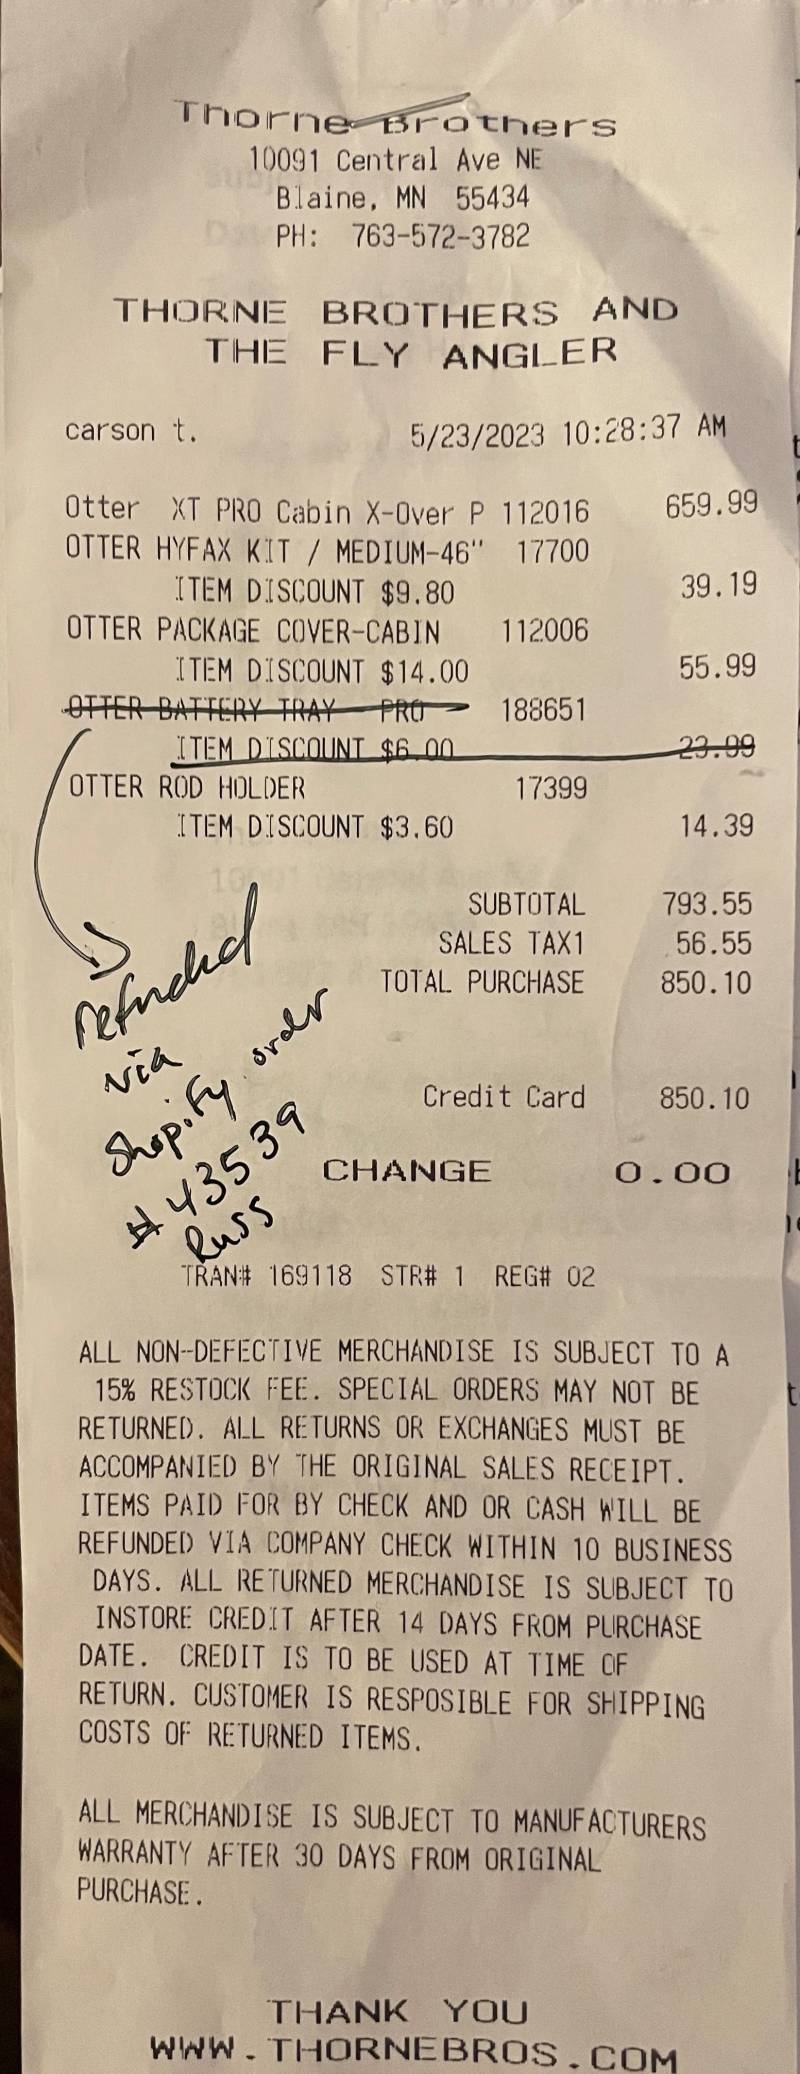 Thorne Brothers
10091 Central Ave NE
Blaine, MN 55434
PH: 763-572-3782
THORNE BROTHERS AND
THE FLY ANGLER
carson t. 5/23/2023 10:28:37 AM
Otter XT PRO Cabin X-Over P 112016 659.99
OTTER HYFAX KIT / MEDIUM-46" 17700
ITEM DISCOUNT $9.80 39.19
OTTER PACKAGE COVER-CABIN 112006
ITEM DISCOUNT $14.00 55.99
OTTER BATTERY TRAY PRO 188651
ITEM DISCOUNT $6.00 23.99
OTTER ROD HOLDER 17399
ITEM DISCOUNT $3.60 14.39
SUBTOTAL 793.55
SALES TAX1 56.55
TOTAL PURCHASE 850.10
Refunded
via
Shopify order
# 43539
Russ
Credit Card 850.10
CHANGE 0.00
TRAN# 169118 STR# 1 REG# 02
ALL NON-DEFECTIVE MERCHANDISE IS SUBJECT TO A
15% RESTOCK FEE. SPECIAL ORDERS MAY NOT BE
RETURNED. ALL RETURNS OR EXCHANGES MUST BE
ACCOMPANIED BY THE ORIGINAL SALES RECEIPT.
ITEMS PAID FOR BY CHECK AND OR CASH WILL BE
REFUNDED VIA COMPANY CHECK WITHIN 10 BUSINESS
DAYS. ALL RETURNED MERCHANDISE IS SUBJECT TO
INSTORE CREDIT AFTER 14 DAYS FROM PURCHASE
DATE. CREDIT IS TO BE USED AT TIME OF
RETURN. CUSTOMER IS RESPOSIBLE FOR SHIPPING
COSTS OF RETURNED ITEMS.
ALL MERCHANDISE IS SUBJECT TO MANUFACTURERS
WARRANTY AFTER 30 DAYS FROM ORIGINAL
PURCHASE.
THANK YOU
WWW.THORNEBROS.COM